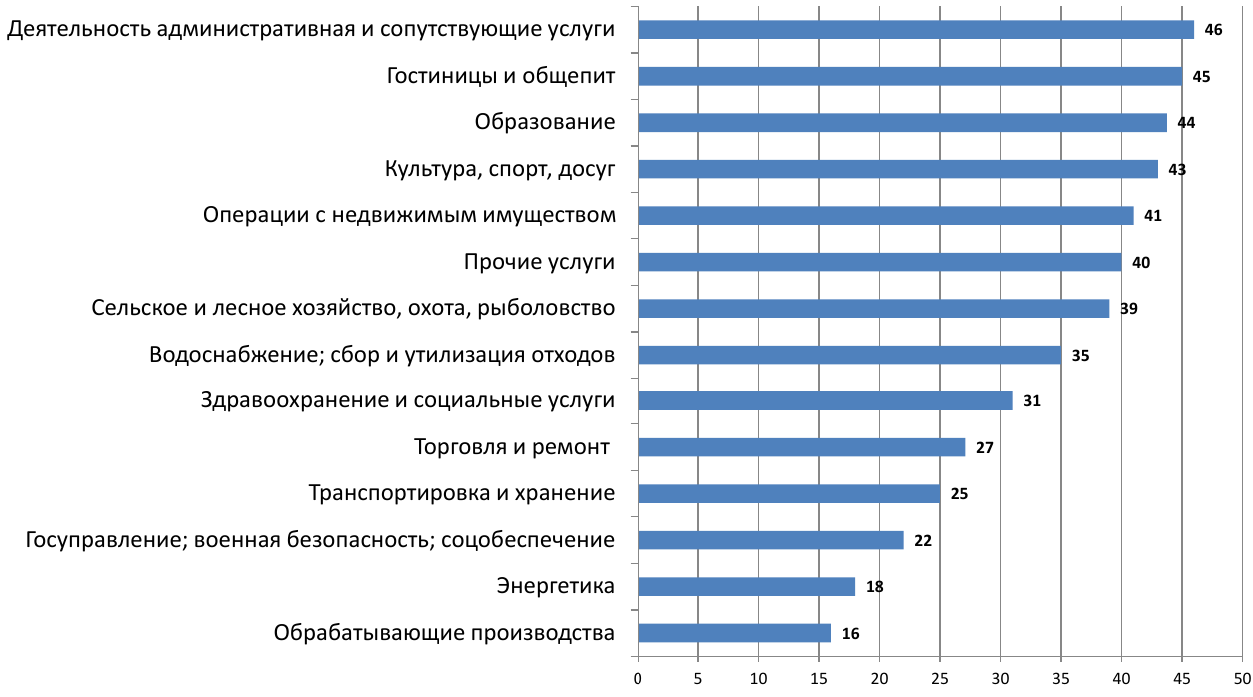 Деятельность административная и сопутствующие услуги 46
Гостиницы и общепит 45
Образование 44
Культура, спорт, досуг 43
Операции с недвижимым имуществом 41
Прочие услуги 40
Сельское и лесное хозяйство, охота, рыболовство 39
Водоснабжение; сбор и утилизация отходов 35
Здравоохранение и социальные услуги 31
Торговля и ремонт 27
Транспортировка и хранение 25
Госуправление; военная безопасность; соцобеспечение 22
Энергетика 18
Обрабатывающие производства 16
0 5 10 15 20 25 30 35 40 45 50